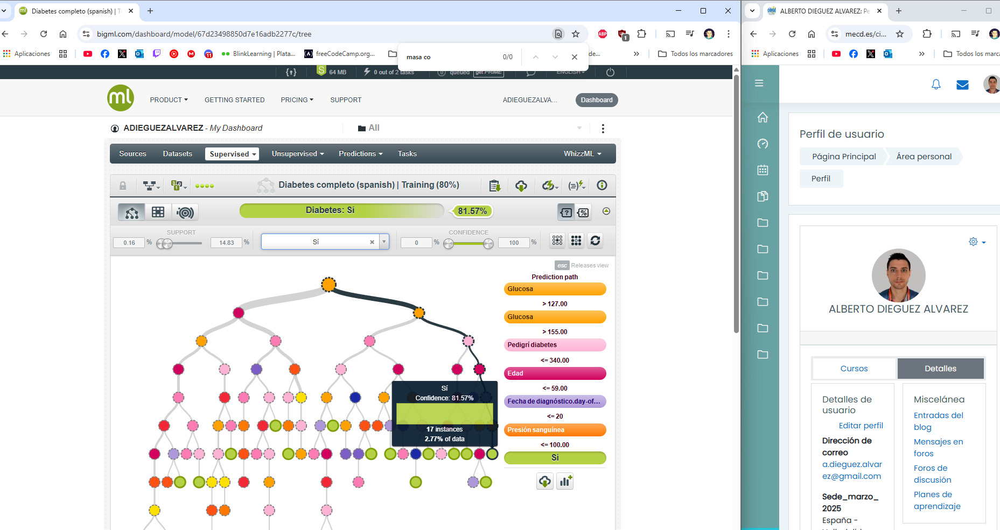 Diabetes completo (spanish) | T
bigml.com/dashboard/model/67d23498850d7e16adb2277c/tree
Aplicaciones
BlinkLearning | Plata...
freeCodeCamp.org...
de...
Todos los marcadores
masa co
0/0
64 MB
0 out of 2 tasks
queued
get PRIME
ENGLISH
ml
PRODUCT
GETTING STARTED
PRICING
SUPPORT
ADIEGUEZALVA...
Dashboard
ADIEGUEZALVAREZ - My Dashboard
All
Sources
Datasets
Supervised
Unsupervised
Predictions
Tasks
WhizzML
Diabetes completo (spanish) | Training (80%)
Diabetes: Sí
81.57%
SUPPORT
0.16 %
14.83 %
Sí
CONFIDENCE
0 %
100 %
esc Releases view
Prediction path
Glucosa
> 127.00
Glucosa
> 155.00
Pedigrí diabetes
<= 340.00
Edad
<= 59.00
Fecha de diagnóstico.day-of...
<= 20
Presión sanguínea
<= 100.00
Sí
Sí
Confidence: 81.57%
17 instances
2.77% of data
ALBERTO DIEGUEZ ALVAREZ: Pe
mecd.es/ci...
Aplicaciones
Todos los marca
Perfil de usuario
Página Principal
Área personal
Perfil
ALBERTO DIEGUEZ ALVAREZ
Cursos
Detalles
Detalles de
usuario
Editar perfil
Dirección de
correo
a.dieguez.alvar
ez@gmail.com
Sede_marzo_
2025
España -
Miscelánea
Entradas del
blog
Mensajes en
foros
Foros de
discusión
Planes de
aprendizaje